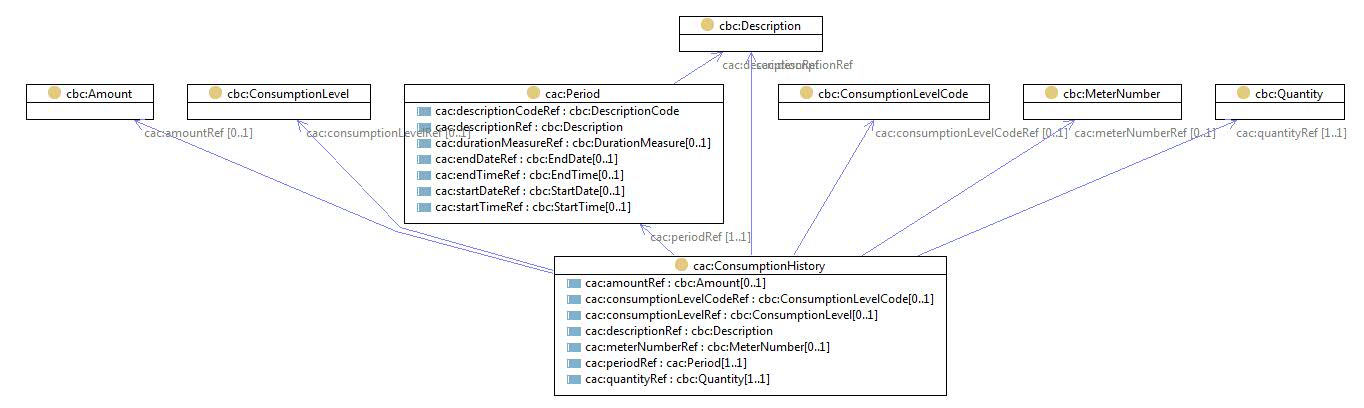 cbc:Description
cac:descriptionRef
cac:descriptionRef
cbc:Amount
cbc:ConsumptionLevel
cac:Period
cbc:ConsumptionLevelCode
cbc:MeterNumber
cbc:Quantity
cac:descriptionCodeRef : cbc:DescriptionCode
cac:descriptionRef : cbc:Description
cac:durationMeasureRef : cbc:DurationMeasure[0..1]
cac:endDateRef : cbc:EndDate[0..1]
cac:endTimeRef : cbc:EndTime[0..1]
cac:startDateRef : cbc:StartDate[0..1]
cac:startTimeRef : cbc:StartTime[0..1]
cac:amountRef [0..1]
cac:consumptionLevelRef [0..1]
cac:consumptionLevelCodeRef [0..1]
cac:meterNumberRef [0..1]
cac:quantityRef [1..1]
cac:periodRef [1..1]
cac:ConsumptionHistory
cac:amountRef : cbc:Amount[0..1]
cac:consumptionLevelCodeRef : cbc:ConsumptionLevelCode[0..1]
cac:consumptionLevelRef : cbc:ConsumptionLevel[0..1]
cac:descriptionRef : cbc:Description
cac:meterNumberRef : cbc:MeterNumber[0..1]
cac:periodRef : cac:Period[1..1]
cac:quantityRef : cbc:Quantity[1..1]